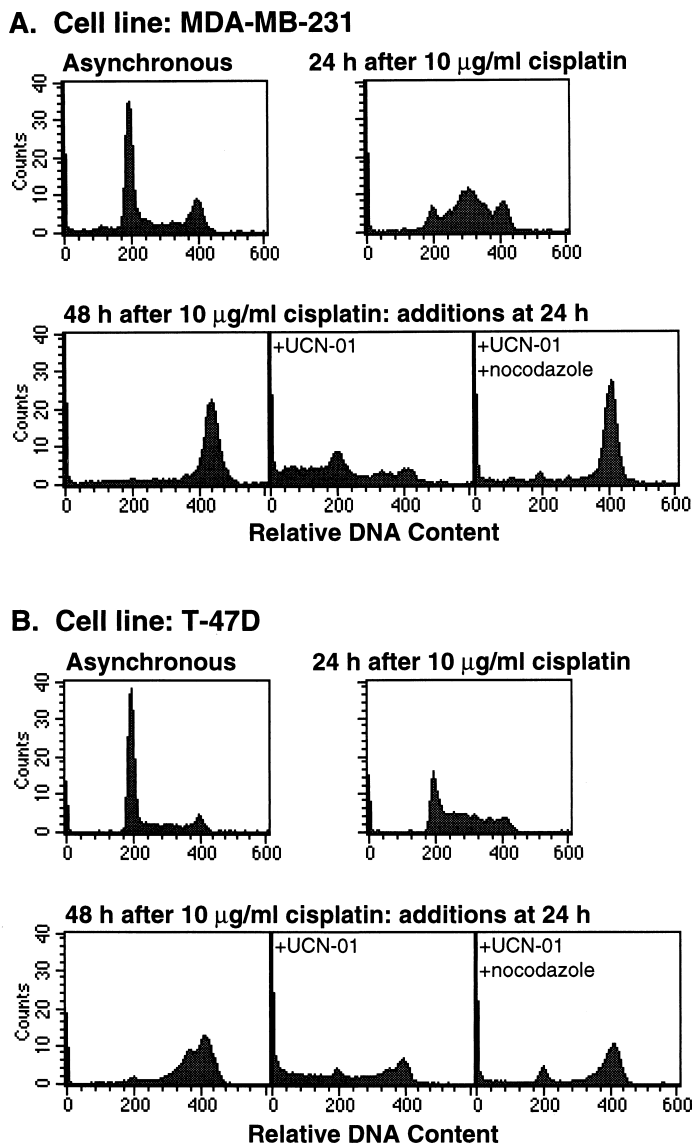 A. Cell line: MDA-MB-231
Asynchronous
24 h after 10 μg/ml cisplatin
Counts
40
30
20
10
0
0 200 400 600
0 200 400 600
48 h after 10 μg/ml cisplatin: additions at 24 h
Counts
40
30
20
10
0
+UCN-01
+UCN-01
+nocodazole
0 200 400 0 200 400 0 200 400 600
Relative DNA Content
B. Cell line: T-47D
Asynchronous
24 h after 10 μg/ml cisplatin
Counts
40
30
20
10
0
0 200 400 600
0 200 400 600
48 h after 10 μg/ml cisplatin: additions at 24 h
Counts
40
30
20
10
0
+UCN-01
+UCN-01
+nocodazole
0 200 400 0 200 400 0 200 400 600
Relative DNA Content